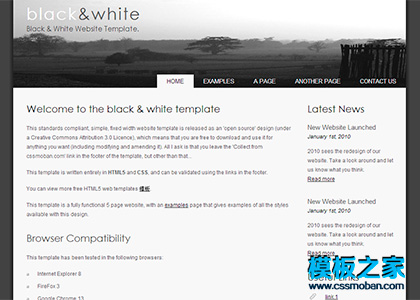 black&white
Black & White Website Template.
HOME EXAMPLES A PAGE ANOTHER PAGE CONTACT US
Welcome to the black & white template
This standards compliant, simple, fixed width website template is released as an 'open source' design (under
a Creative Commons Attribution 3.0 Licence), which means that you are free to download and use it for
anything you want (including modifying and amending it). All I ask is that you leave the 'Collect from
cssmoban.com' link in the footer of the template, but other than that...
This template is written entirely in HTML5 and CSS, and can be validated using the links in the footer.
You can view more free HTML5 web templates 模板
This template is a fully functional 5 page website, with an examples page that gives examples of all the styles
available with this design.
Browser Compatibility
This template has been tested in the following browsers:
Internet Explorer 8
FireFox 3
Google Chrome 13
Latest News
New Website Launched
January 1st, 2010
2010 sees the redesign of our
website. Take a look around and let
us know what you think.
Read more
New Website Launched
January 1st, 2010
2010 sees the redesign of our
website. Take a look around and let
us know what you think.
Links
link 1
模板之家
www.cssmoban.com